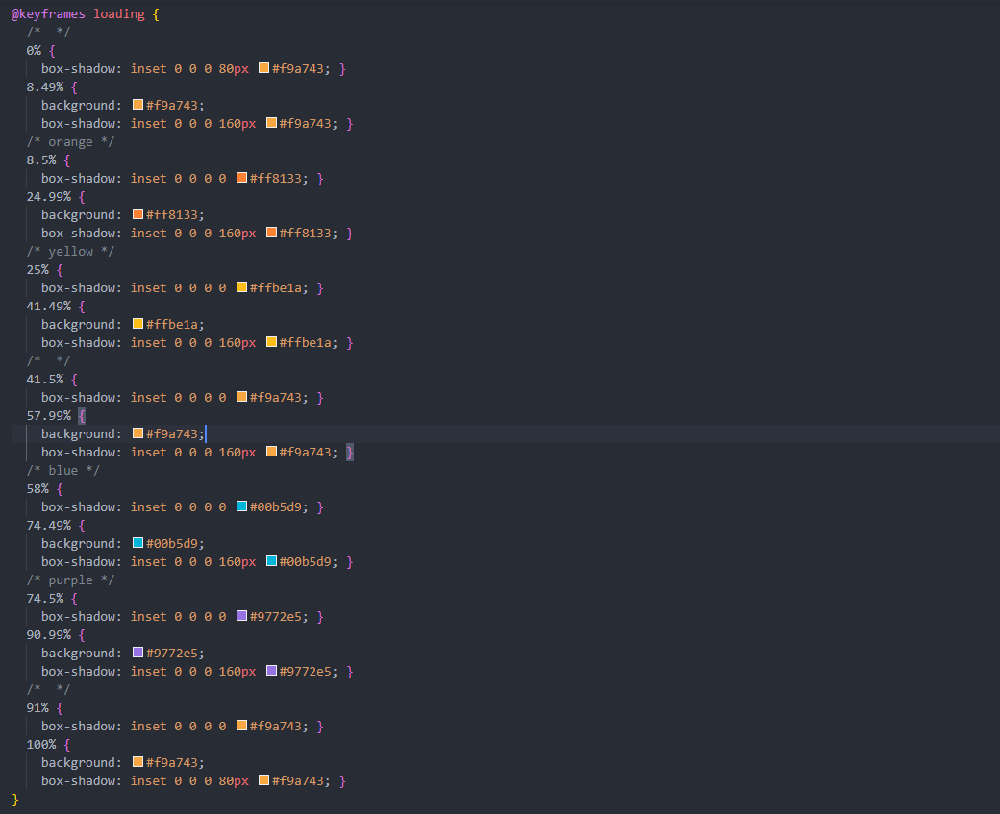 @keyframes loading {
  /*  */
  0% {
    box-shadow: inset 0 0 0 80px #f9a743; }
  8.49% {
    background: #f9a743;
    box-shadow: inset 0 0 0 160px #f9a743; }
  /* orange */
  8.5% {
    box-shadow: inset 0 0 0 0 #ff8133; }
  24.99% {
    background: #ff8133;
    box-shadow: inset 0 0 0 160px #ff8133; }
  /* yellow */
  25% {
    box-shadow: inset 0 0 0 0 #ffbe1a; }
  41.49% {
    background: #ffbe1a;
    box-shadow: inset 0 0 0 160px #ffbe1a; }
  /*  */
  41.5% {
    box-shadow: inset 0 0 0 0 #f9a743; }
  57.99% {
    background: #f9a743;
    box-shadow: inset 0 0 0 160px #f9a743; }
  /* blue */
  58% {
    box-shadow: inset 0 0 0 0 #00b5d9; }
  74.49% {
    background: #00b5d9;
    box-shadow: inset 0 0 0 160px #00b5d9; }
  /* purple */
  74.5% {
    box-shadow: inset 0 0 0 0 #9772e5; }
  90.99% {
    background: #9772e5;
    box-shadow: inset 0 0 0 160px #9772e5; }
  /*  */
  91% {
    box-shadow: inset 0 0 0 0 #f9a743; }
  100% {
    background: #f9a743;
    box-shadow: inset 0 0 0 80px #f9a743; }
}